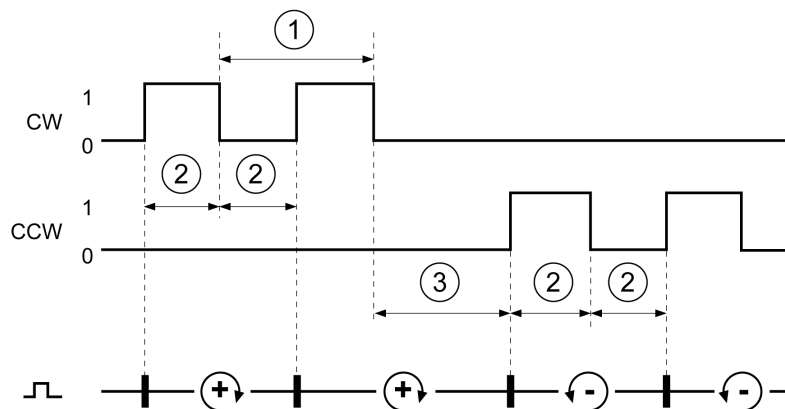 ①
1
CW
0
② ②
1
CCW
0
③ ② ②
+ + - -